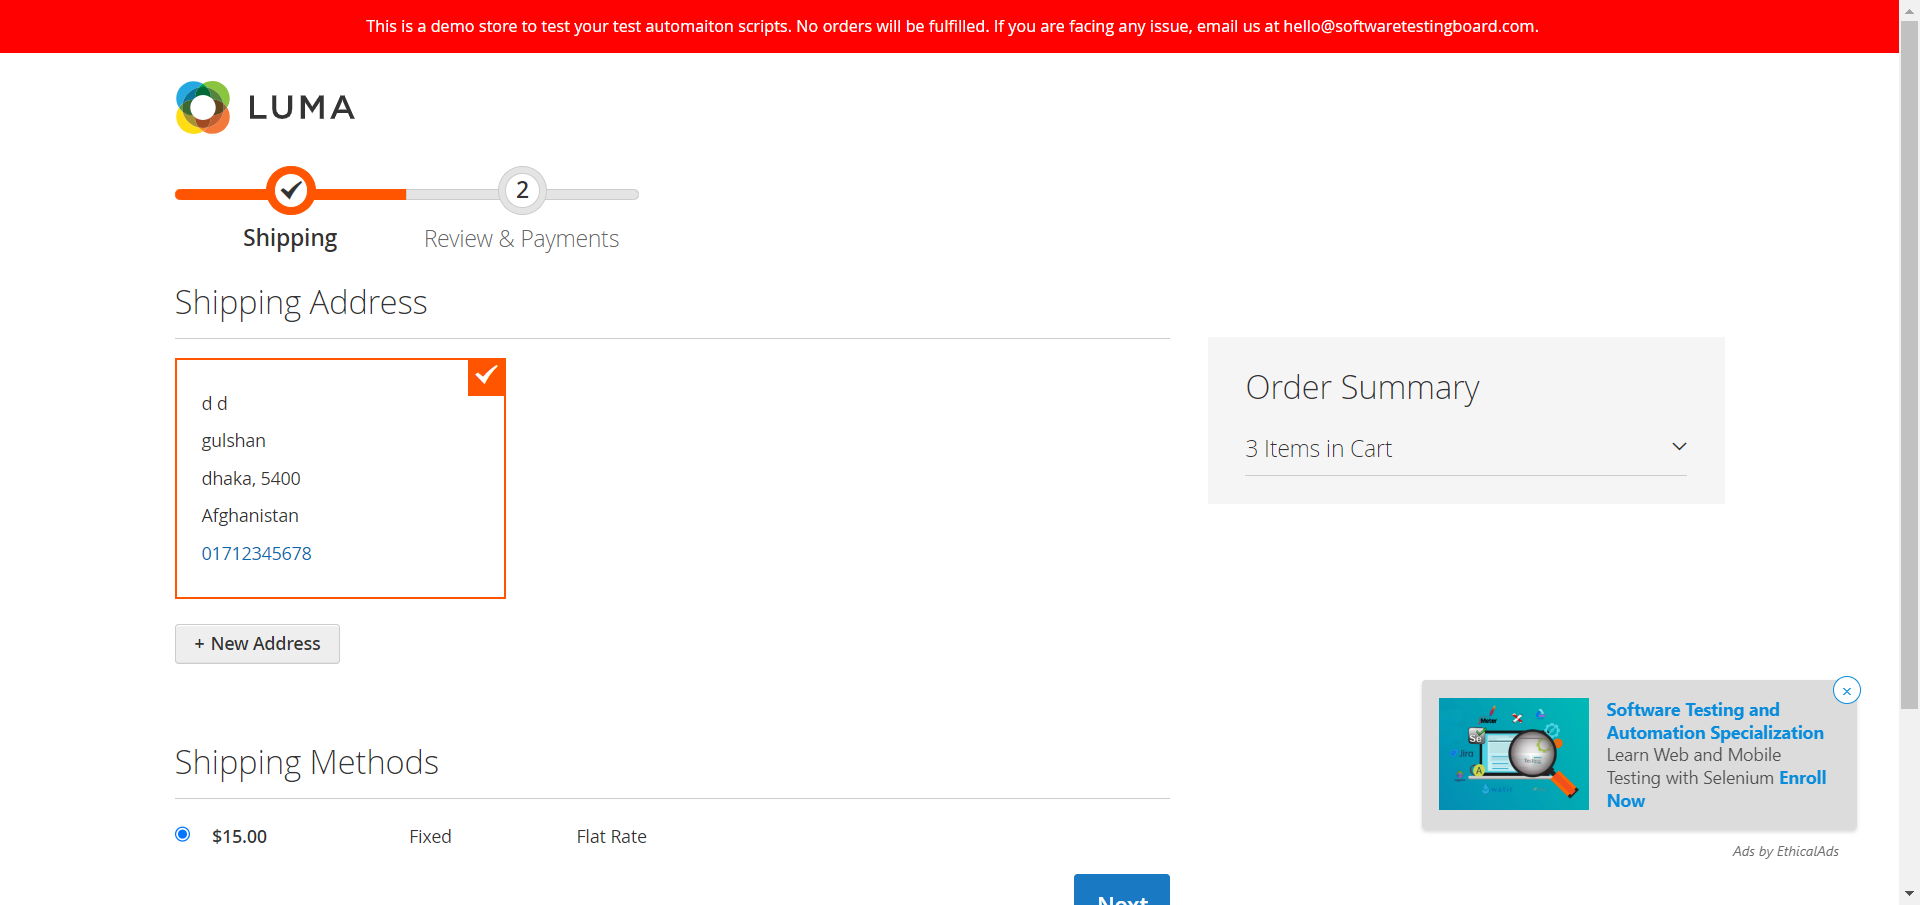 This is a demo store to test your test automaiton scripts. No orders will be fulfilled. If you are facing any issue, email us at hello@softwaretestingboard.com.
LUMA
2
Shipping
Review & Payments
Shipping Address
d d
gulshan
dhaka, 5400
Afghanistan
01712345678
+ New Address
Order Summary
3 Items in Cart
Shipping Methods
$15.00 Fixed Flat Rate
Next
Software Testing and
Automation Specialization
Learn Web and Mobile
Testing with Selenium Enroll
Now
Meter
Se
Jira
Ads by EthicalAds